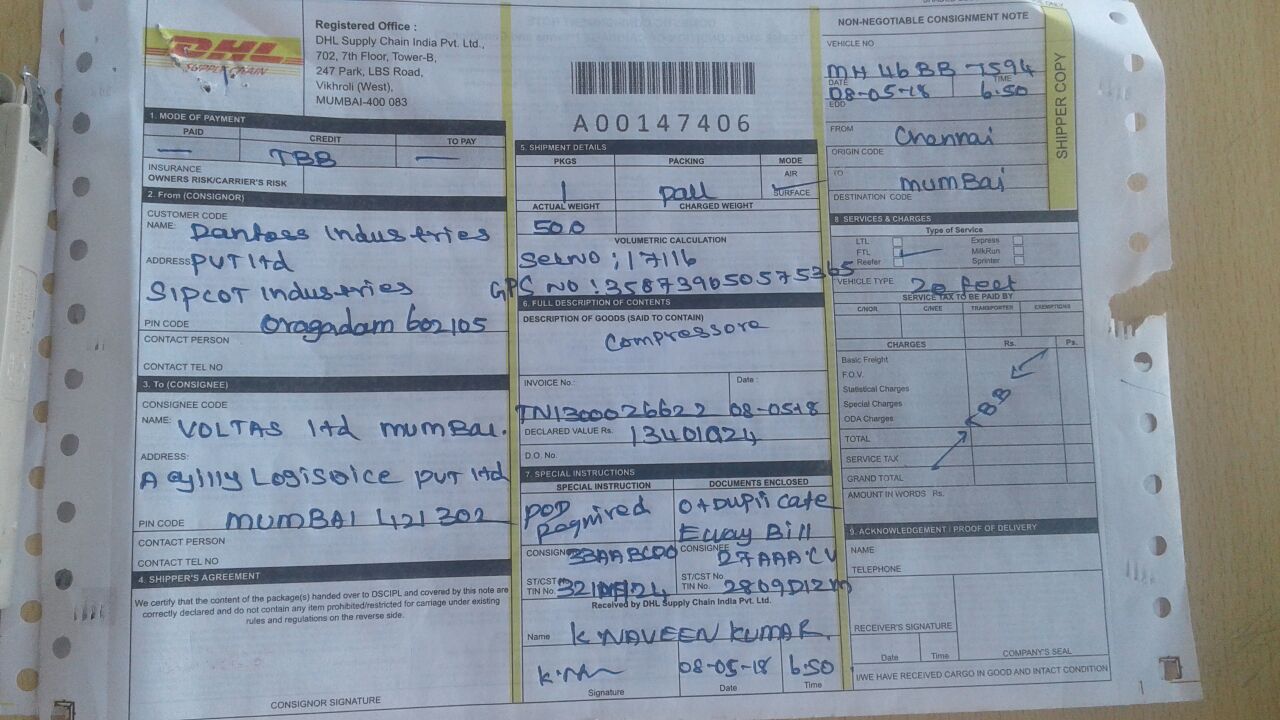 DHL
SUPPLY CHAIN
Registered Office :
DHL Supply Chain India Pvt. Ltd.,
702, 7th Floor, Tower-B,
247 Park, LBS Road,
Vikhroli (West),
MUMBAI-400 083
1. MODE OF PAYMENT
PAID CREDIT TO PAY
— TBB —
INSURANCE
OWNERS RISK/CARRIER'S RISK
2. From (CONSIGNOR)
CUSTOMER CODE
NAME: Danfoss Industries
ADDRESS: PVT ltd
SIPCOT Industries
PIN CODE Oragadam 602105
CONTACT PERSON
CONTACT TEL NO
3. To (CONSIGNEE)
CONSIGNEE CODE
NAME: VOLTAS ltd MUMBAI.
ADDRESS:
PVT ltd
PIN CODE MUMBAI 421302
CONTACT PERSON
CONTACT TEL NO
4. SHIPPER'S AGREEMENT
We certify that the content of the package(s) handed over to DSCIPL and covered by this note are
correctly declared and do not contain any item prohibited/restricted for carriage under existing
rules and regulations on the reverse side.
CONSIGNOR SIGNATURE
A00147406
5. SHIPMENT DETAILS
PKGS PACKING MODE
1 pall AIR
SURFACE
ACTUAL WEIGHT CHARGED WEIGHT
500
VOLUMETRIC CALCULATION
SelNO : 17116
GPS NO : 358739050575365
6. FULL DESCRIPTION OF CONTENTS
DESCRIPTION OF GOODS (SAID TO CONTAIN)
Compressore
INVOICE No.: Date :
TN1300026622 08-05-18
DECLARED VALUE Rs. 13401924
D.O. No.
7. SPECIAL INSTRUCTIONS
SPECIAL INSTRUCTION DOCUMENTS ENCLOSED
POD O+Duplicate
Required Eway Bill
CONSIGNOR 33AABCD0 CONSIGNEE 27AAACV
ST/CST No. ST/CST No.
TIN No. TIN No. 2809D1ZM
Received by DHL Supply Chain India Pvt. Ltd.
Name K.NAVEEN KUMAR.
08-05-18 6.50
Signature Date Time
NON-NEGOTIABLE CONSIGNMENT NOTE
VEHICLE NO
MH 46 BB 7594
DATE TIME
08-05-18 6.50
EDD
FROM Chennai
ORIGIN CODE
TO MUMBAI
DESTINATION CODE
SHIPPER COPY
8 SERVICES & CHARGES
Type of Service
LTL Express
FTL MilkRun
Reefer Sprinter
VEHICLE TYPE 20 feet
SERVICE TAX TO BE PAID BY
C/NOR C/NEE TRANSPORTER EXEMPTIONS
CHARGES Rs. Ps.
Basic Freight
F.O.V.
Statistical Charges
Special Charges
ODA Charges
TOTAL
SERVICE TAX
GRAND TOTAL
AMOUNT IN WORDS Rs.
9. ACKNOWLEDGEMENT / PROOF OF DELIVERY
NAME
TELEPHONE
RECEIVER'S SIGNATURE
Date Time COMPANY'S SEAL
I/WE HAVE RECEIVED CARGO IN GOOD AND INTACT CONDITION